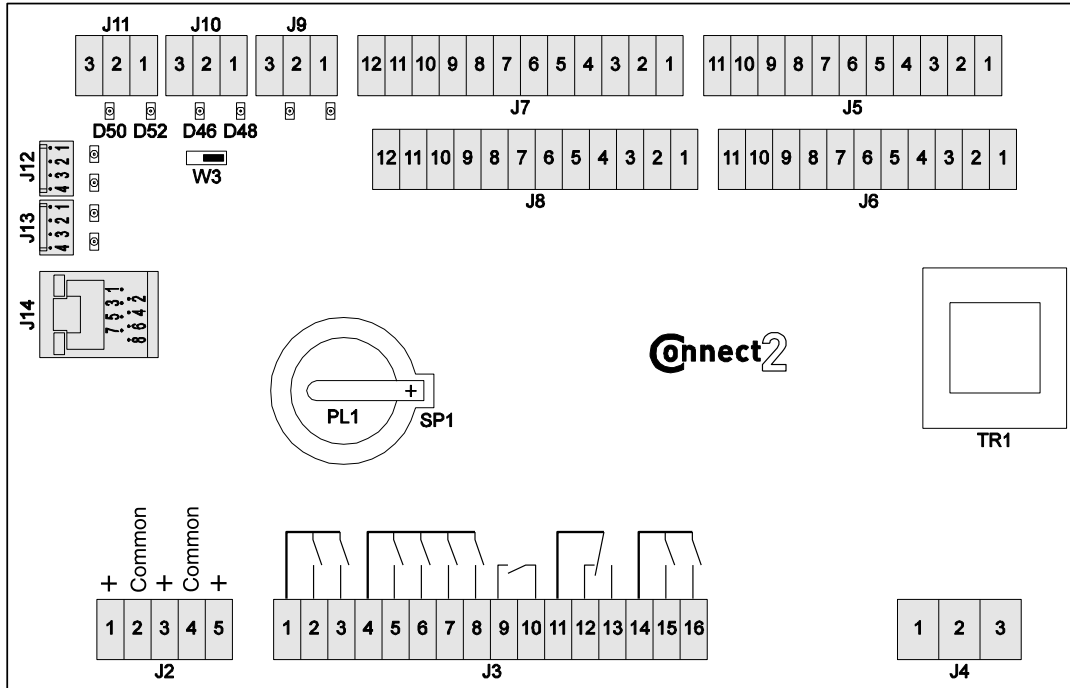 J11 J10 J9
3 2 1 3 2 1 3 2 1 12 11 10 9 8 7 6 5 4 3 2 1 11 10 9 8 7 6 5 4 3 2 1
J7 J5
D50 D52 D46 D48
W3
12 11 10 9 8 7 6 5 4 3 2 1 11 10 9 8 7 6 5 4 3 2 1
J8 J6
J12
4 3 2 1
J13
4 3 2 1
J14
7 5 3 1
8 6 4 2
Connect2
+
PL1
SP1
TR1
+ Common + Common +
1 2 3 4 5
J2
1 2 3 4 5 6 7 8 9 10 11 12 13 14 15 16
J3
1 2 3
J4